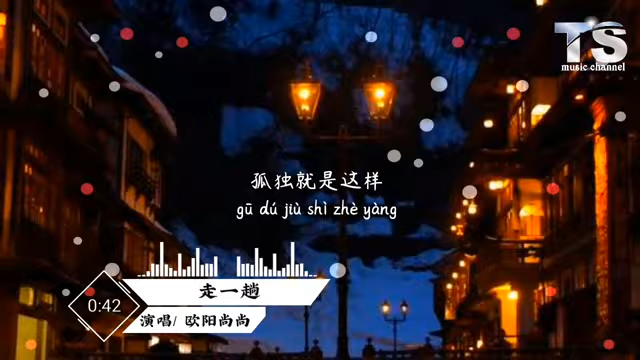 TS
music channel
孤独就是这样
gū dú jiù shì zhè yàng
走一趟
0:42
演唱/ 欧阳尚尚